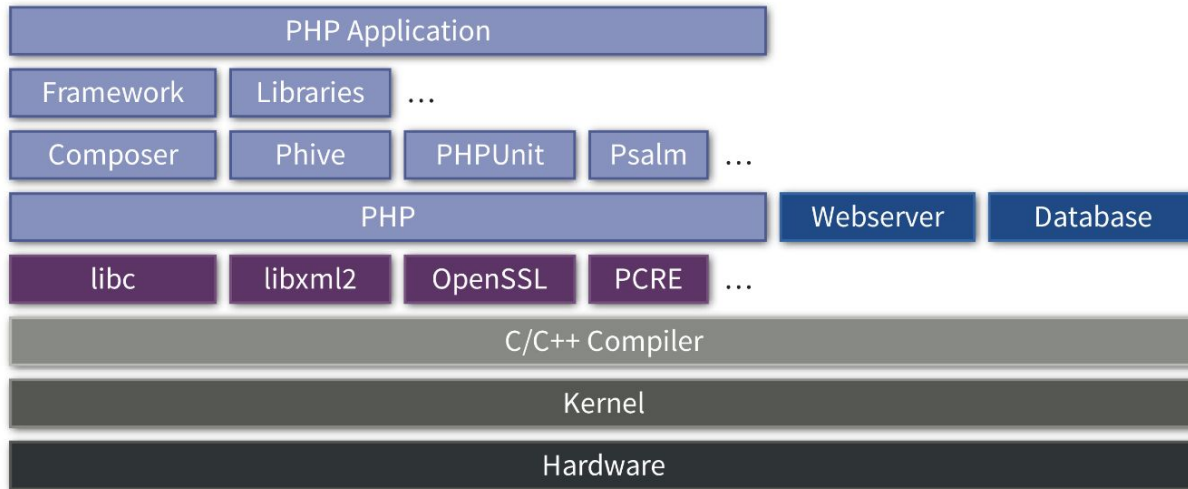 PHP Application
Framework Libraries …
Composer Phive PHPUnit Psalm …
PHP Webserver Database
libc libxml2 OpenSSL PCRE …
C/C++ Compiler
Kernel
Hardware